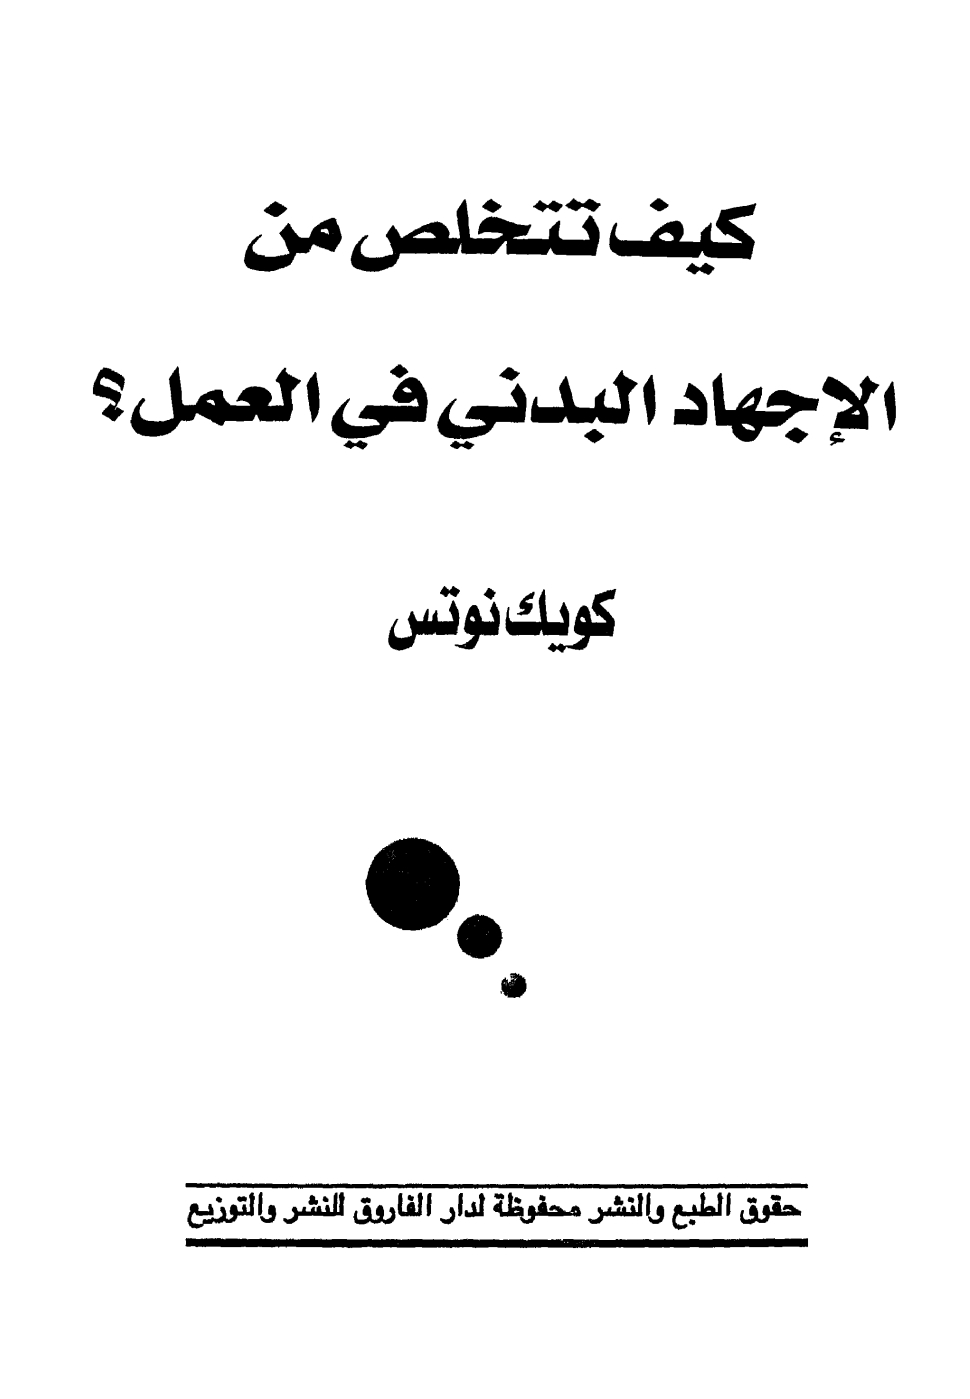 كيف تتخلص من
الإجهاد البدني في العمل؟
كويك نوتس
حقوق الطبع والنشر محفوظة لدار الفاروق للنشر والتوزيع